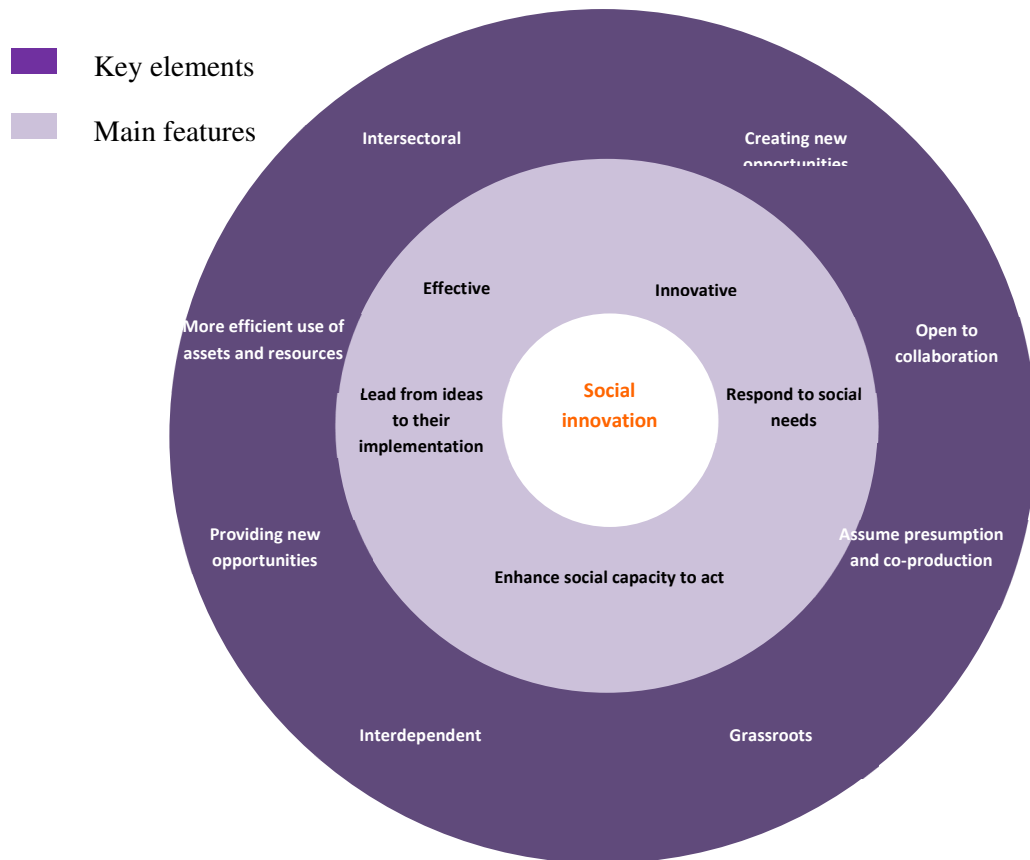 Key elements
Main features
Intersectoral
Creating new
opportunities
Effective
Innovative
More efficient use of
assets and resources
Open to
collaboration
Lead from ideas
to their
implementation
Social
innovation
Respond to social
needs
Providing new
opportunities
Assume presumption
and co-production
Enhance social capacity to act
Interdependent
Grassroots